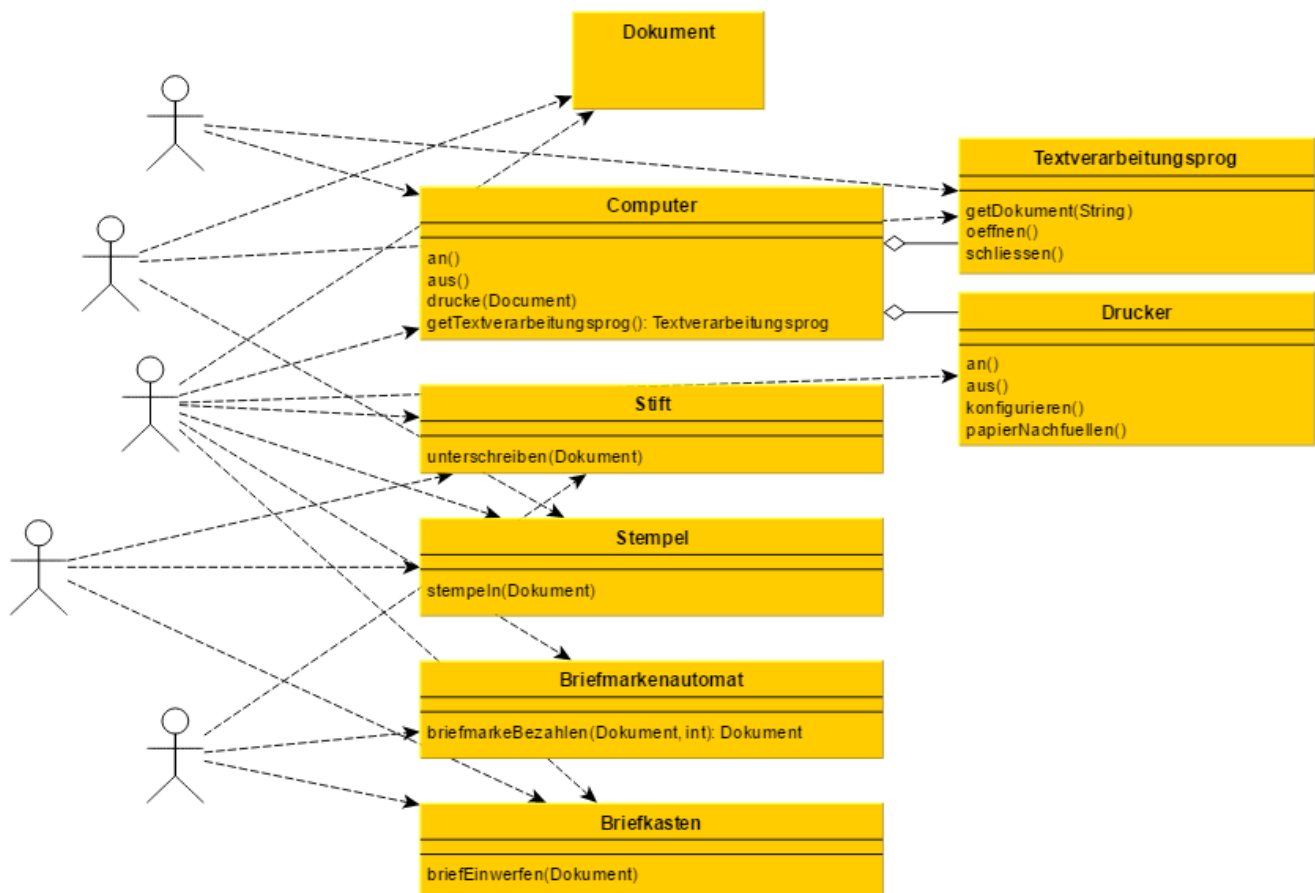 Dokument
Textverarbeitungsprog
getDokument(String)
oeffnen()
schliessen()
Computer
an()
aus()
drucke(Document)
getTextverarbeitungsprog(): Textverarbeitungsprog
Drucker
an()
aus()
konfigurieren()
papierNachfuellen()
Stift
unterschreiben(Dokument)
Stempel
stempeln(Dokument)
Briefmarkenautomat
briefmarkeBezahlen(Dokument, int): Dokument
Briefkasten
briefEinwerfen(Dokument)